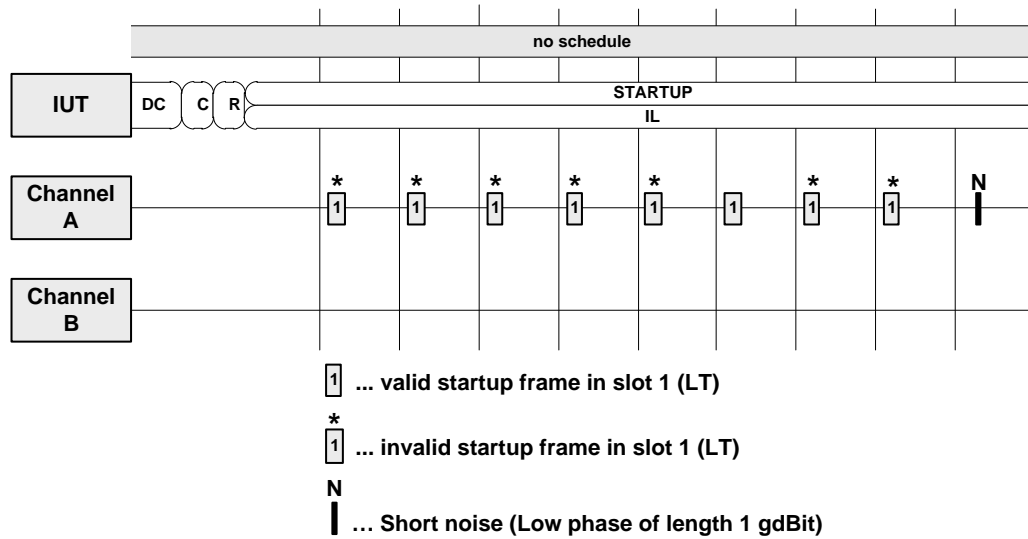 no schedule
IUT
DC C R STARTUP
IL
Channel A
* * * * * * * N
1 1 1 1 1 1 1 1
Channel B
1 ... valid startup frame in slot 1 (LT)
*
1 ... invalid startup frame in slot 1 (LT)
N
… Short noise (Low phase of length 1 gdBit)